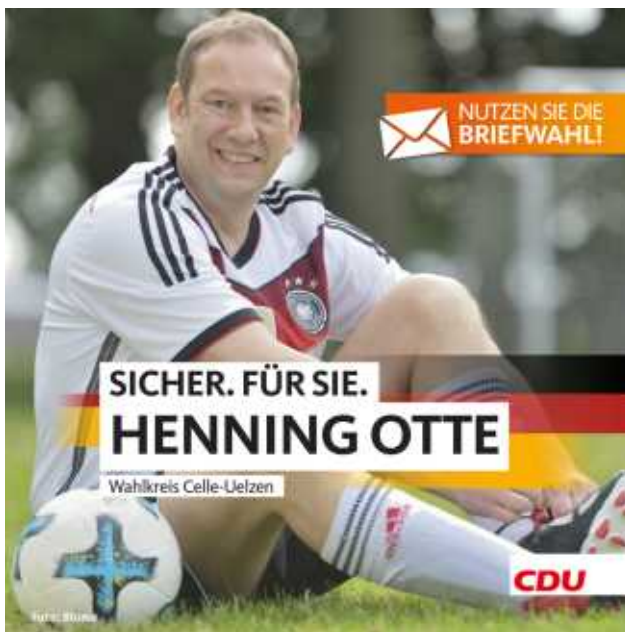 NUTZEN SIE DIE
BRIEFWAHL!
SICHER. FÜR SIE.
HENNING OTTE
Wahlkreis Celle-Uelzen
CDU